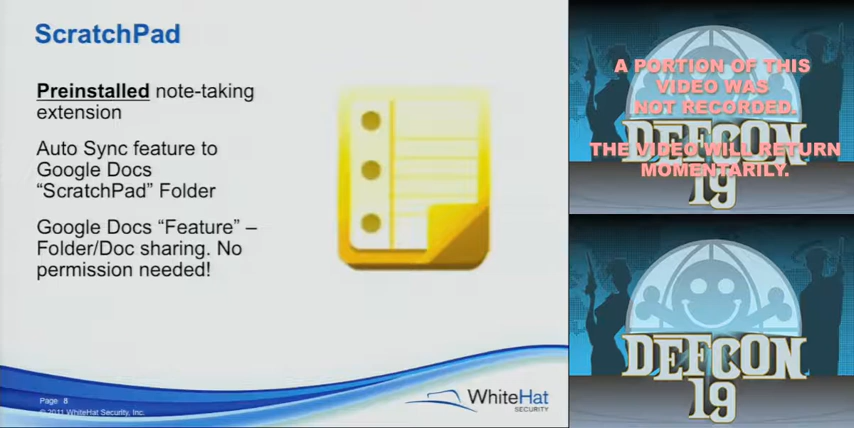 ScratchPad
Preinstalled note-taking
extension
Auto Sync feature to
Google Docs
“ScratchPad” Folder
Google Docs “Feature” –
Folder/Doc sharing. No
permission needed!
Page 8
© 2011 WhiteHat Security, Inc.
WhiteHat
SECURITY
A PORTION OF THIS
VIDEO WAS
NOT RECORDED.
THE VIDEO WILL RETURN
MOMENTARILY.
DEFCON
19
DEFCON
19